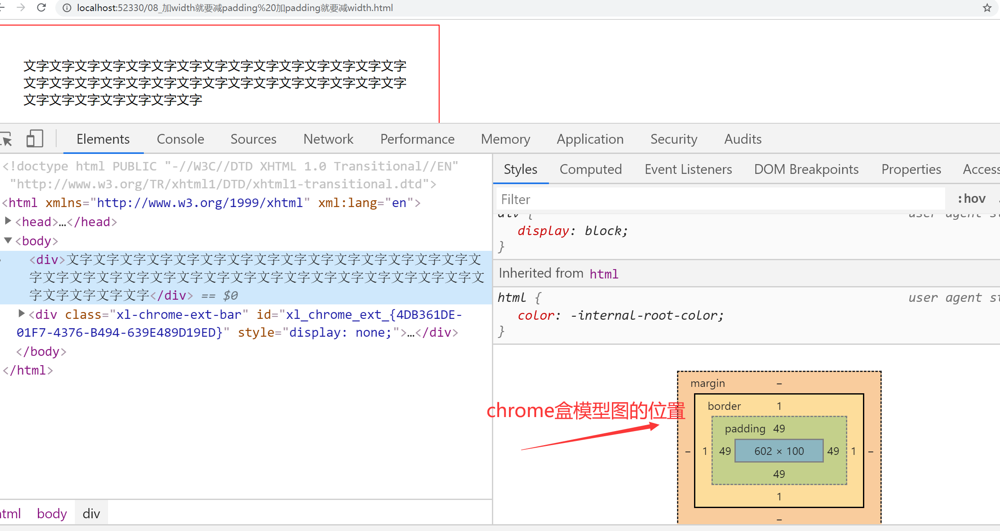 localhost:52330/08_加width就要减padding%20加padding就要减width.html
文字文字文字文字文字文字文字文字文字文字文字文字文字文字文字
文字文字文字文字文字文字文字文字文字文字文字文字文字文字文字
文字文字文字文字文字文字文字
Elements Console Sources Network Performance Memory Application Security Audits
<!doctype html PUBLIC "-//W3C//DTD XHTML 1.0 Transitional//EN"
"http://www.w3.org/TR/xhtml1/DTD/xhtml1-transitional.dtd">
<html xmlns="http://www.w3.org/1999/xhtml" xml:lang="en">
<head>…</head>
<body>
<div>文字文字文字文字文字文字文字文字文字文字文字文字文字文字文字文
字文字文字文字文字文字文字文字文字文字文字文字文字文字文字文字文字文
字文字文字文字文字</div> == $0
<div class="xl-chrome-ext-bar" id="xl_chrome_ext_{4DB361DE-
01F7-4376-B494-639E489D19ED}" style="display: none;">…</div>
</body>
</html>
html body div
Styles Computed Event Listeners DOM Breakpoints Properties Access
Filter :hov
div { user agent st
display: block;
}
Inherited from html
html { user agent st
color: -internal-root-color;
}
chrome盒模型图的位置
margin –
border 1
padding 49
– 1 49 602 × 100 49 1 –
49
1
–